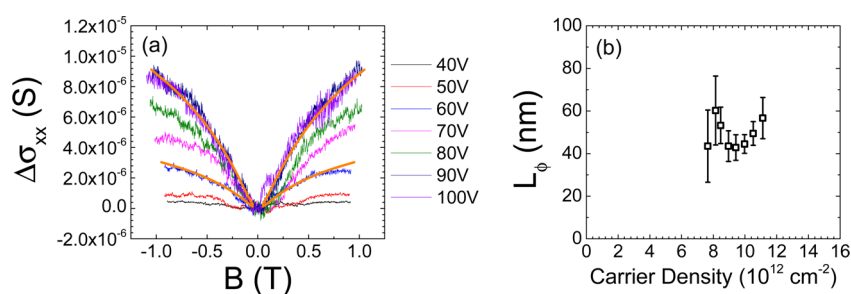 (a)
Δσxx (S)
1.2x10⁻⁵
1.0x10⁻⁵
8.0x10⁻⁶
6.0x10⁻⁶
4.0x10⁻⁶
2.0x10⁻⁶
0.0
-2.0x10⁻⁶
-1.0 -0.5 0.0 0.5 1.0
B (T)
40V
50V
60V
70V
80V
90V
100V
(b)
Lϕ (nm)
100
80
60
40
20
0
0 2 4 6 8 10 12 14 16
Carrier Density (10¹² cm⁻²)